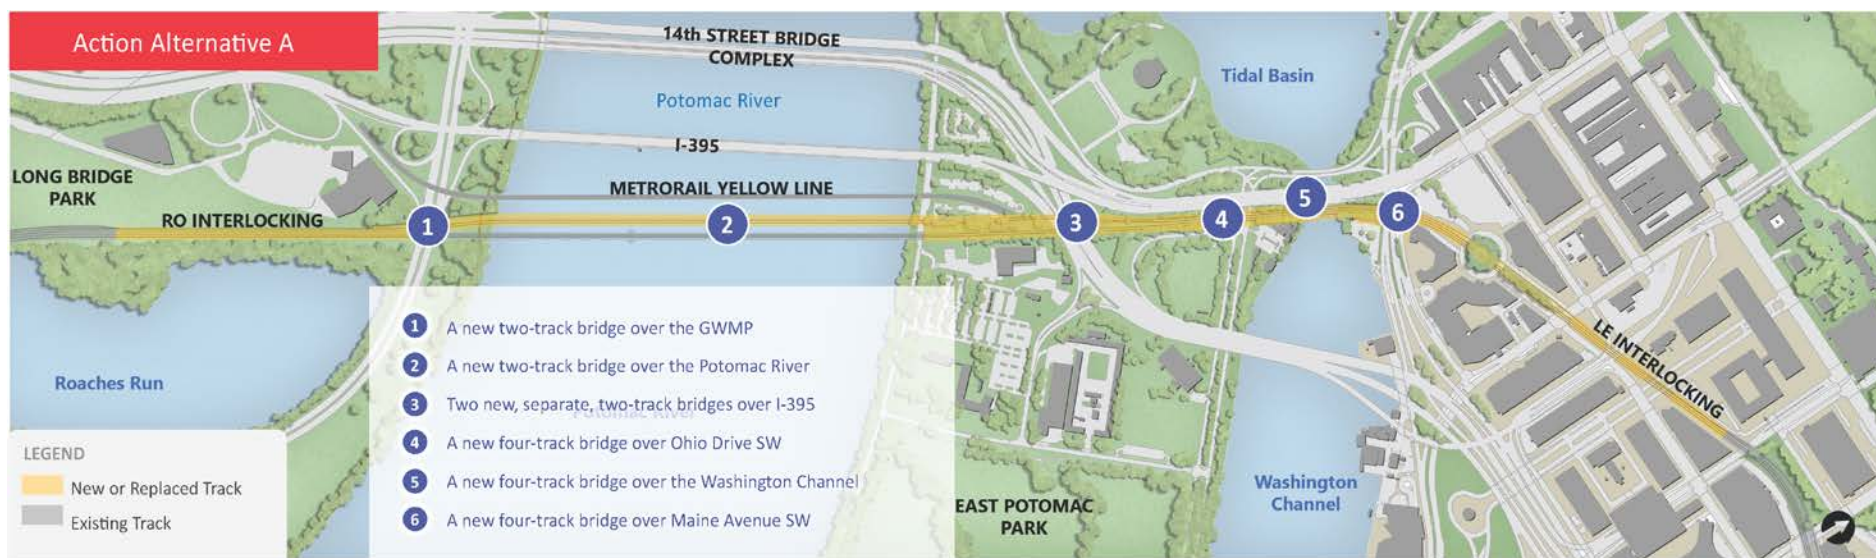 Action Alternative A
14th STREET BRIDGE
COMPLEX
Potomac River
Tidal Basin
I-395
METRORAIL YELLOW LINE
LONG BRIDGE
PARK
RO INTERLOCKING
1
2
3
4
5
6
LE INTERLOCKING
Roaches Run
1 A new two-track bridge over the GWMP
2 A new two-track bridge over the Potomac River
3 Two new, separate, two-track bridges over I-395
Potomac River
4 A new four-track bridge over Ohio Drive SW
5 A new four-track bridge over the Washington Channel
6 A new four-track bridge over Maine Avenue SW
LEGEND
New or Replaced Track
Existing Track
EAST POTOMAC
PARK
Washington
Channel